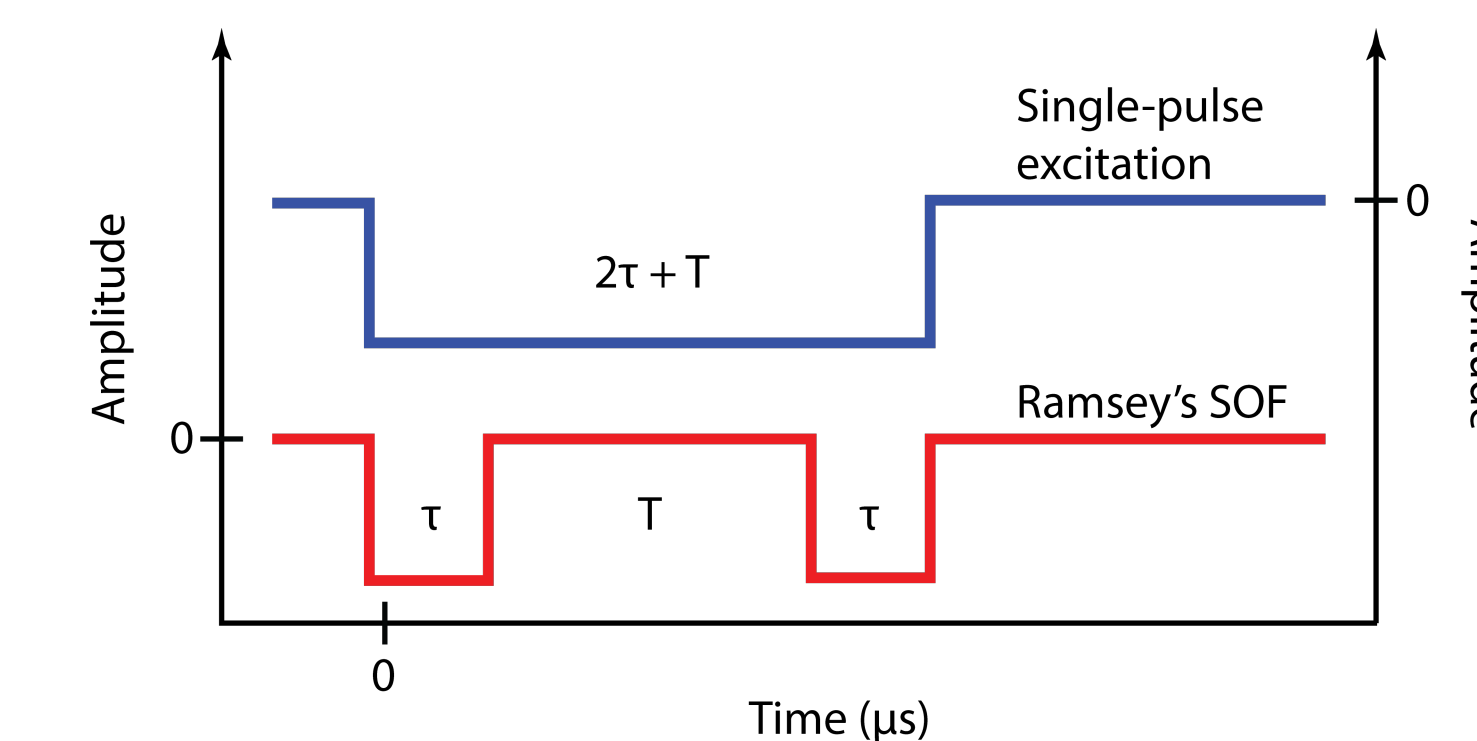 Single-pulse
excitation
0
Amplitude
2τ + T
Ramsey's SOF
0
τ
T
τ
0
Time (μs)